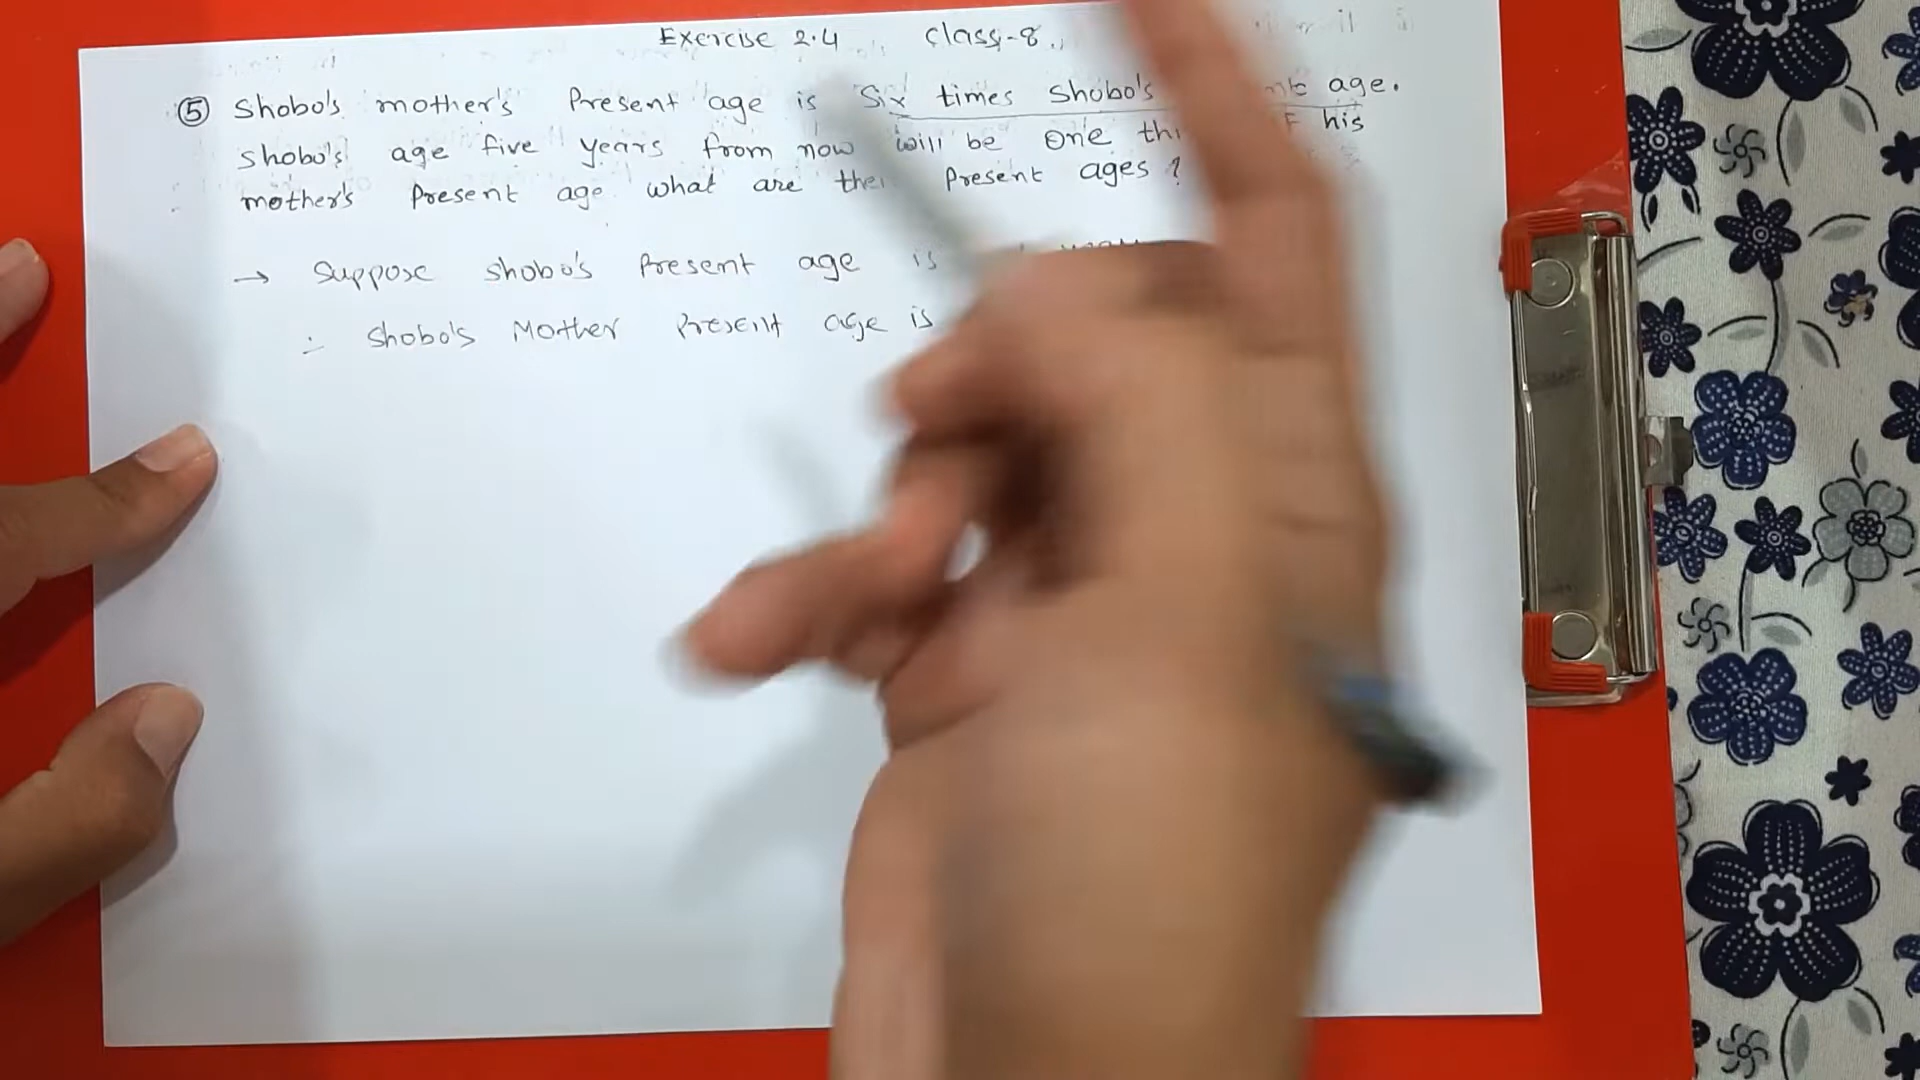 Exercise 2.4 Class-8
⑤ Shobo's mother's Present age is Six times Shobo's age.
Shobo's age five years from now will be One his
mother's Present age what are Present ages ?
→ Suppose Shobo's Present age is
∴ Shobo's Mother Present age is